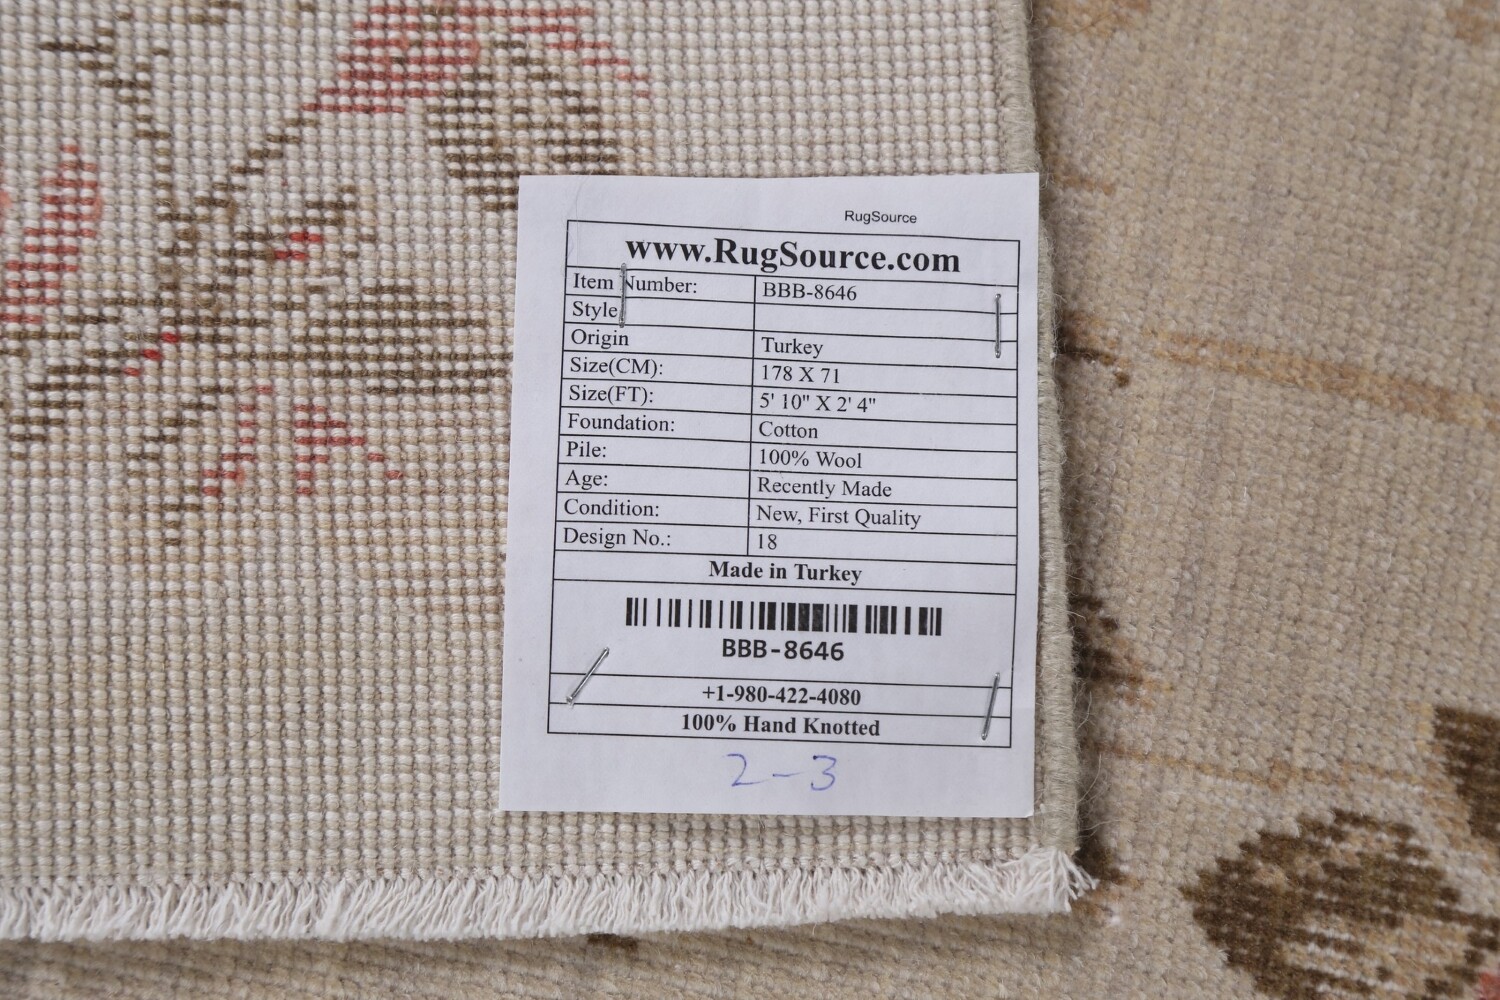 RugSource
www.RugSource.com
Item Number: BBB-8646
Style
Origin Turkey
Size(CM): 178 X 71
Size(FT): 5' 10" X 2' 4"
Foundation: Cotton
Pile: 100% Wool
Age: Recently Made
Condition: New, First Quality
Design No.: 18
Made in Turkey
BBB-8646
+1-980-422-4080
100% Hand Knotted
2-3